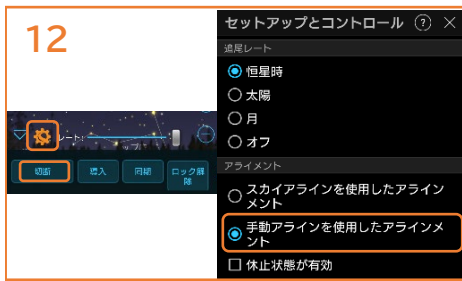 12
セットアップとコントロール ? ×
追尾レート
恒星時
太陽
月
オフ
レート:
切断
導入
同期
ロック解
除
アライメント
スカイアラインを使用したアライン
メント
手動アラインを使用したアラインメ
ント
休止状態が有効